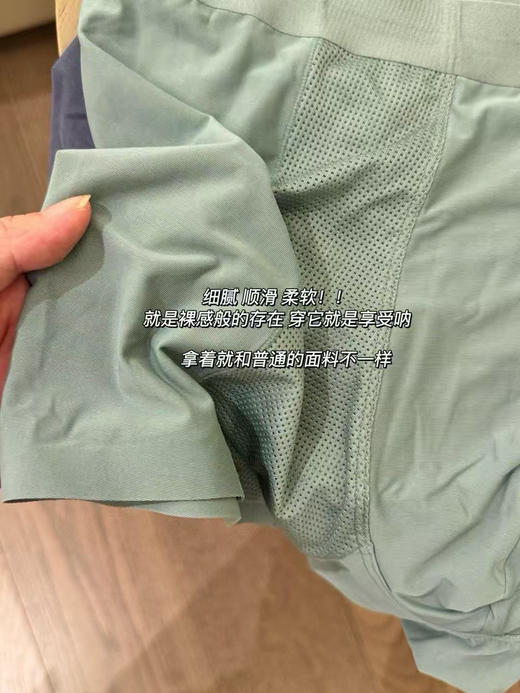 细腻 顺滑 柔软！！
就是裸感般的存在 穿它就是享受呐
拿着就和普通的面料不一样